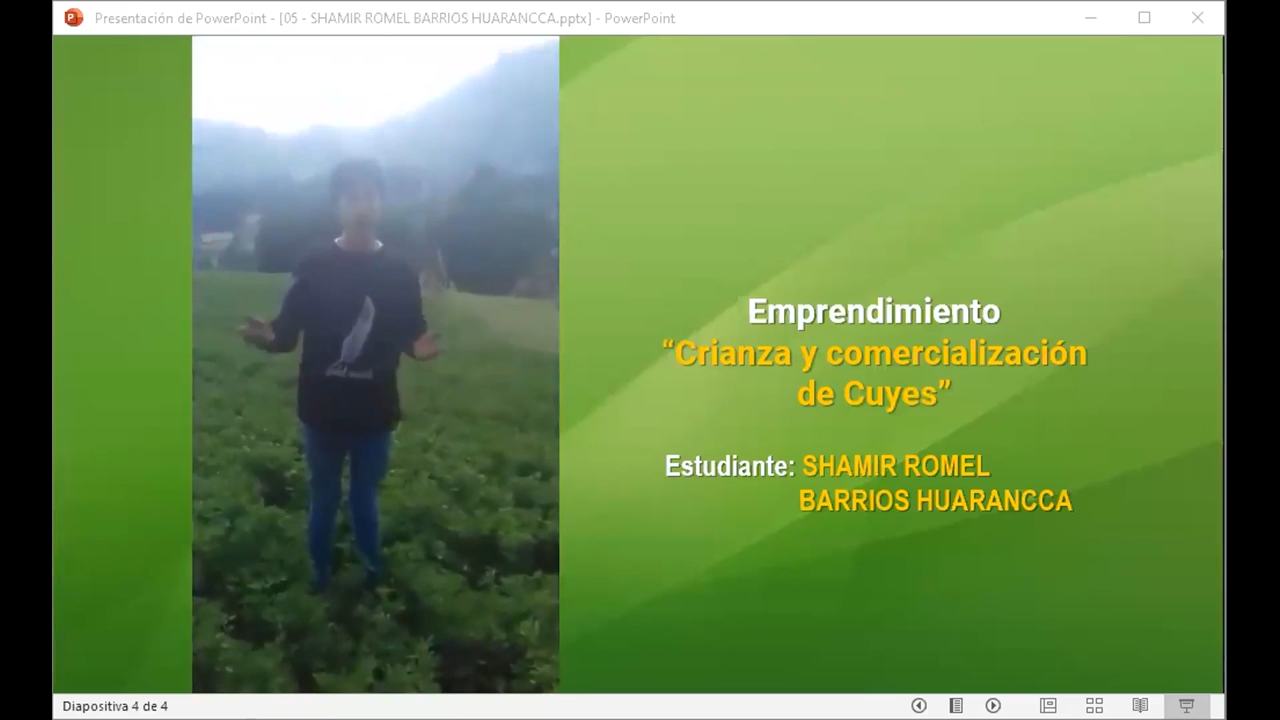 Presentación de PowerPoint - [05 - SHAMIR ROMEL BARRIOS HUARANCCA.pptx] - PowerPoint
Emprendimiento
“Crianza y comercialización
de Cuyes”
Estudiante: SHAMIR ROMEL
BARRIOS HUARANCCA
Diapositiva 4 de 4